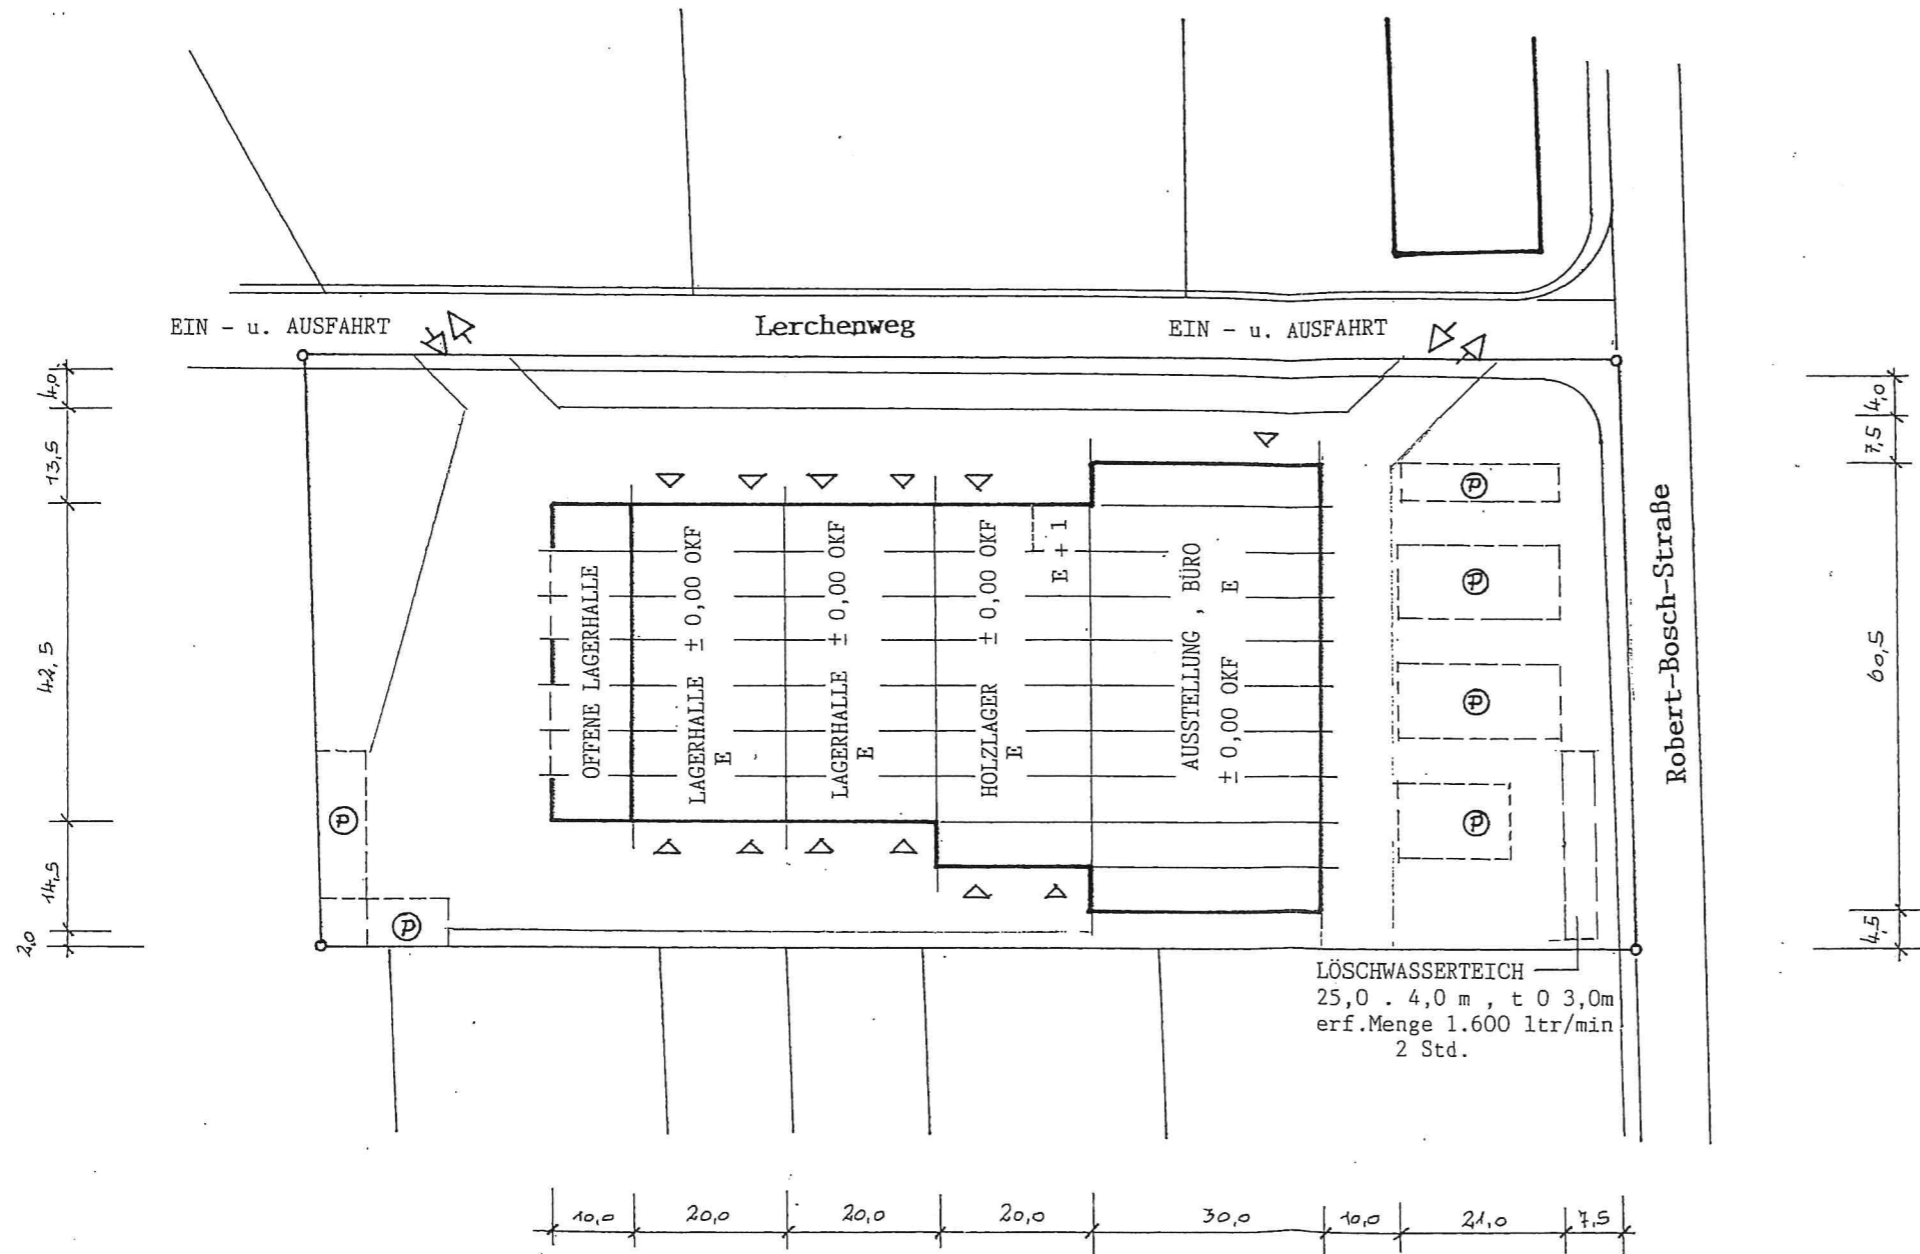 EIN - u. AUSFAHRT
Lerchenweg
EIN - u. AUSFAHRT
4,0
13,5
42,5
14,5
2,0
4,0
7,5
60,5
4,5
Robert-Bosch-Straße
OFFENE LAGERHALLE
LAGERHALLE ± 0,00 OKF
E
LAGERHALLE ± 0,00 OKF
E
HOLZLAGER ± 0,00 OKF
E
E + 1
AUSSTELLUNG , BÜRO
± 0,00 OKF E
P
P
P
P
P
P
LÖSCHWASSERTEICH
25,0 . 4,0 m , t O 3,0m
erf.Menge 1.600 ltr/min
2 Std.
10,0 20,0 20,0 20,0 30,0 10,0 21,0 7,5